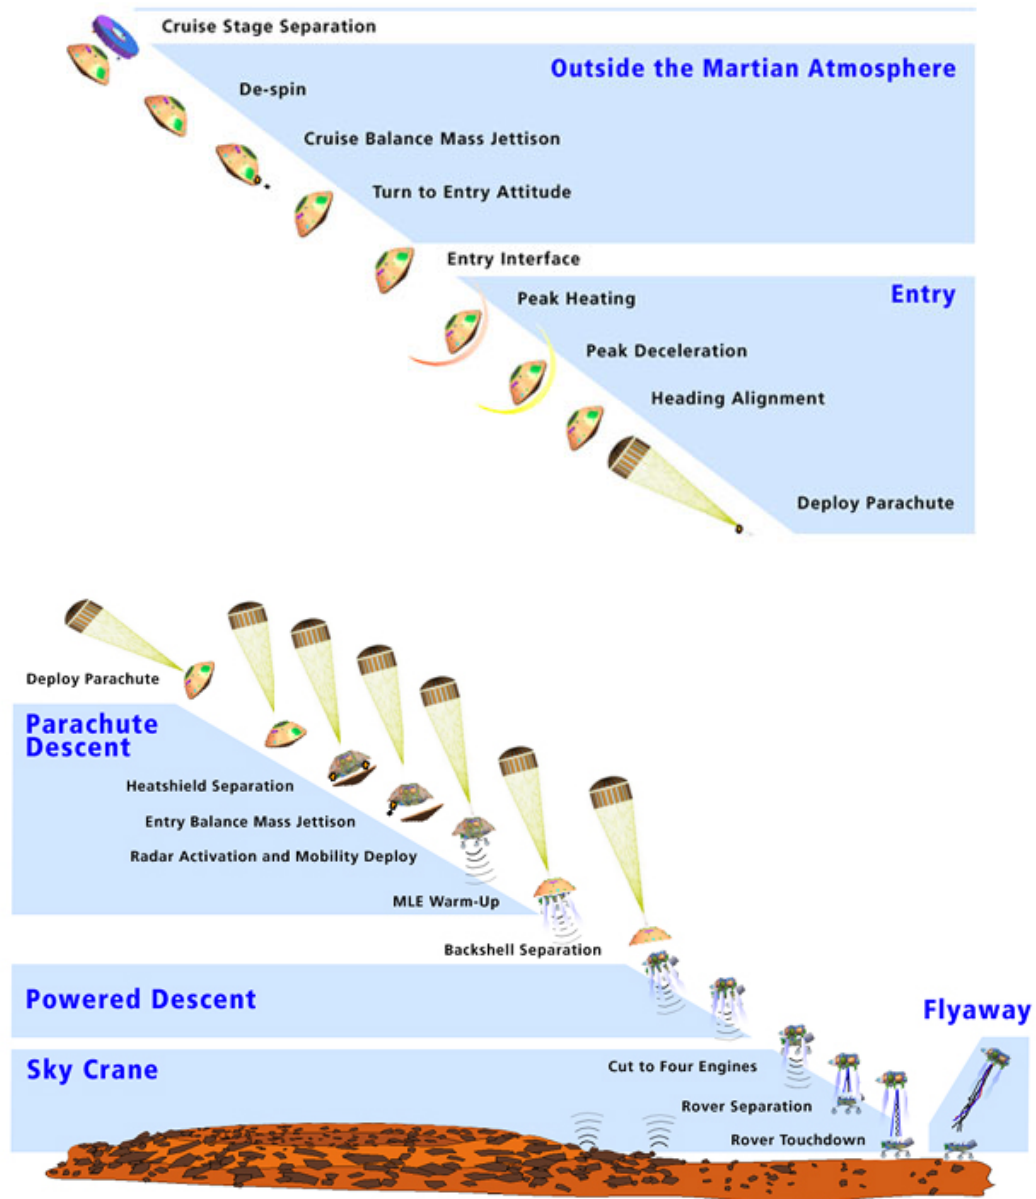 Cruise Stage Separation
Outside the Martian Atmosphere
De-spin
Cruise Balance Mass Jettison
Turn to Entry Attitude
Entry Interface
Entry
Peak Heating
Peak Deceleration
Heading Alignment
Deploy Parachute
Deploy Parachute
Parachute
Descent
Heatshield Separation
Entry Balance Mass Jettison
Radar Activation and Mobility Deploy
MLE Warm-Up
Backshell Separation
Powered Descent
Flyaway
Sky Crane
Cut to Four Engines
Rover Separation
Rover Touchdown